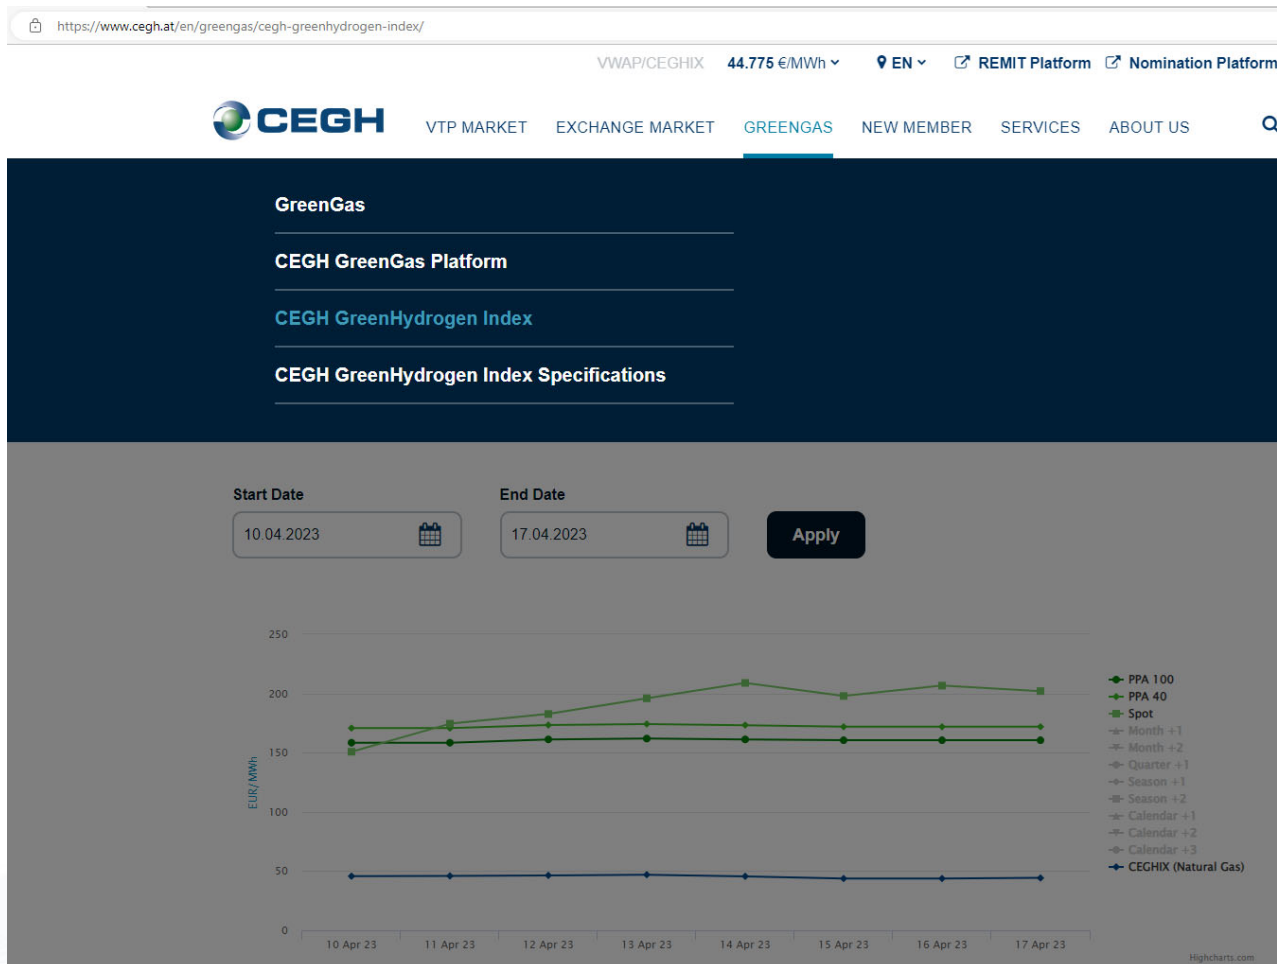 https://www.cegh.at/en/greengas/cegh-greenhydrogen-index/
VWAP/CEGHIX 44.775 €/MWh EN REMIT Platform Nomination Platform
CEGH VTP MARKET EXCHANGE MARKET GREENGAS NEW MEMBER SERVICES ABOUT US
GreenGas
CEGH GreenGas Platform
CEGH GreenHydrogen Index
CEGH GreenHydrogen Index Specifications
Start Date End Date
10.04.2023 17.04.2023 Apply
250
200
150
100
50
0
EUR/MWh
10 Apr 23 11 Apr 23 12 Apr 23 13 Apr 23 14 Apr 23 15 Apr 23 16 Apr 23 17 Apr 23
PPA 100
PPA 40
Spot
Month +1
Month +2
Quarter +1
Season +1
Season +2
Calendar +1
Calendar +2
Calendar +3
CEGHIX (Natural Gas)
Highcharts.com